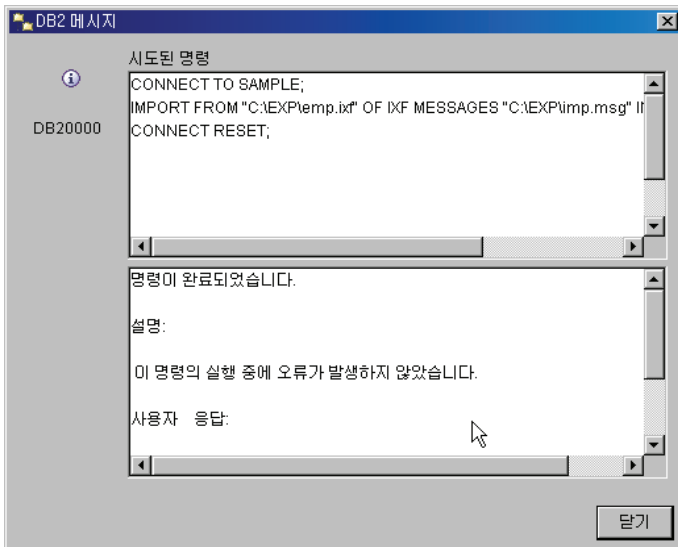 DB2 메시지
시도된 명령
DB20000
CONNECT TO SAMPLE;
IMPORT FROM "C:\EXP\emp.ixf" OF IXF MESSAGES "C:\EXP\imp.msg"
CONNECT RESET;
명령이 완료되었습니다.
설명:
이 명령의 실행 중에 오류가 발생하지 않았습니다.
사용자 응답:
닫기